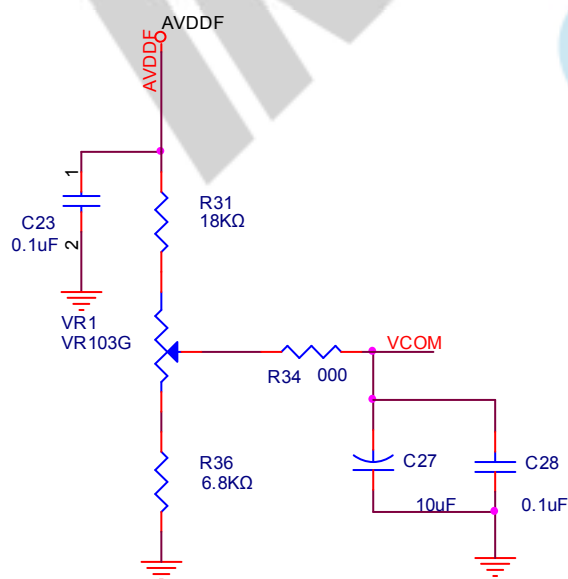 AVDDF
AVDDF
1
C23
0.1uF
2
R31
18KΩ
VR1
VR103G
R34 000
VCOM
R36
6.8KΩ
C27
10uF
C28
0.1uF